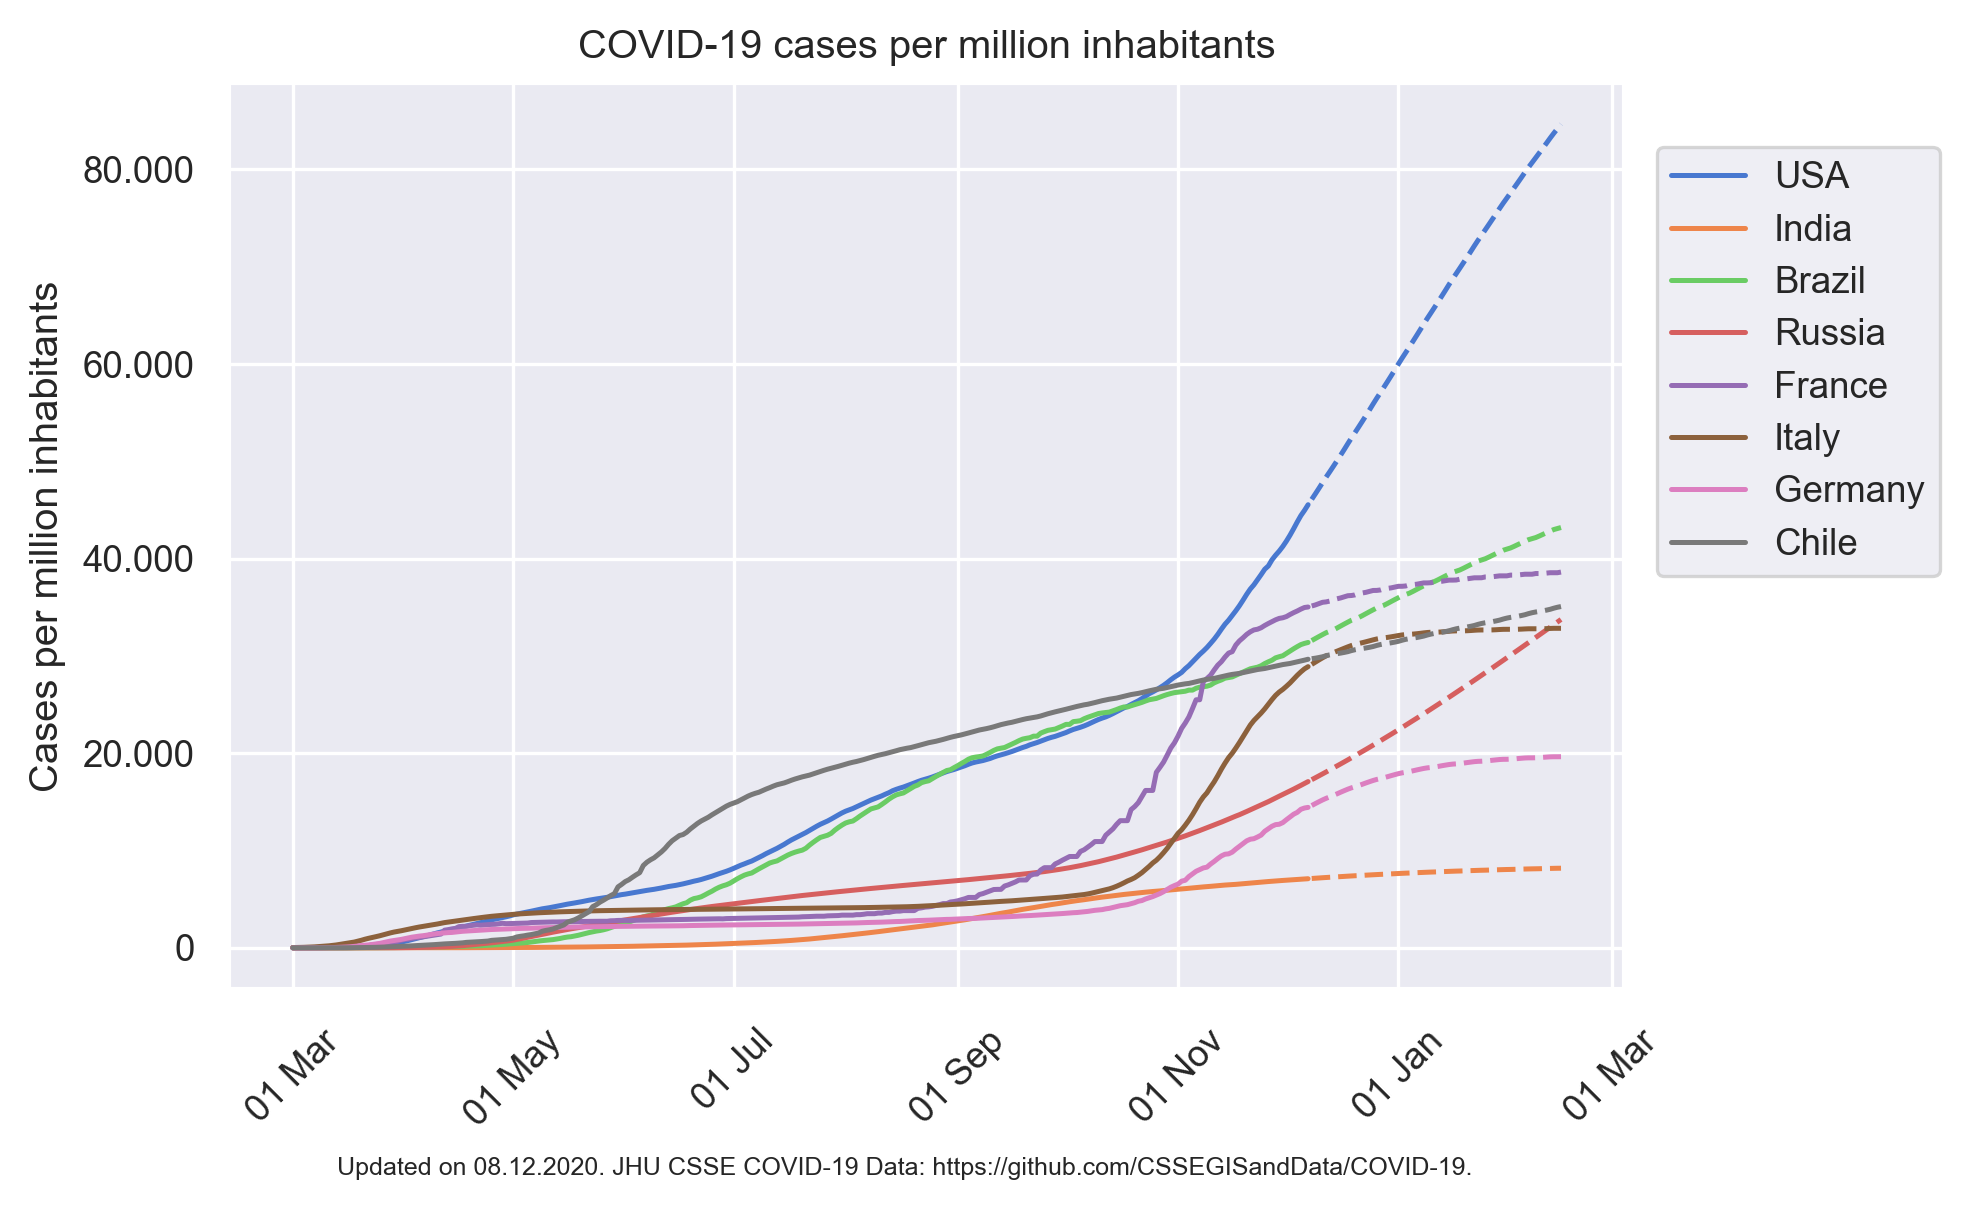 COVID-19 cases per million inhabitants
Cases per million inhabitants
80.000
60.000
40.000
20.000
0
01 Mar
01 May
01 Jul
01 Sep
01 Nov
01 Jan
01 Mar
USA
India
Brazil
Russia
France
Italy
Germany
Chile
Updated on 08.12.2020. JHU CSSE COVID-19 Data: https://github.com/CSSEGISandData/COVID-19.